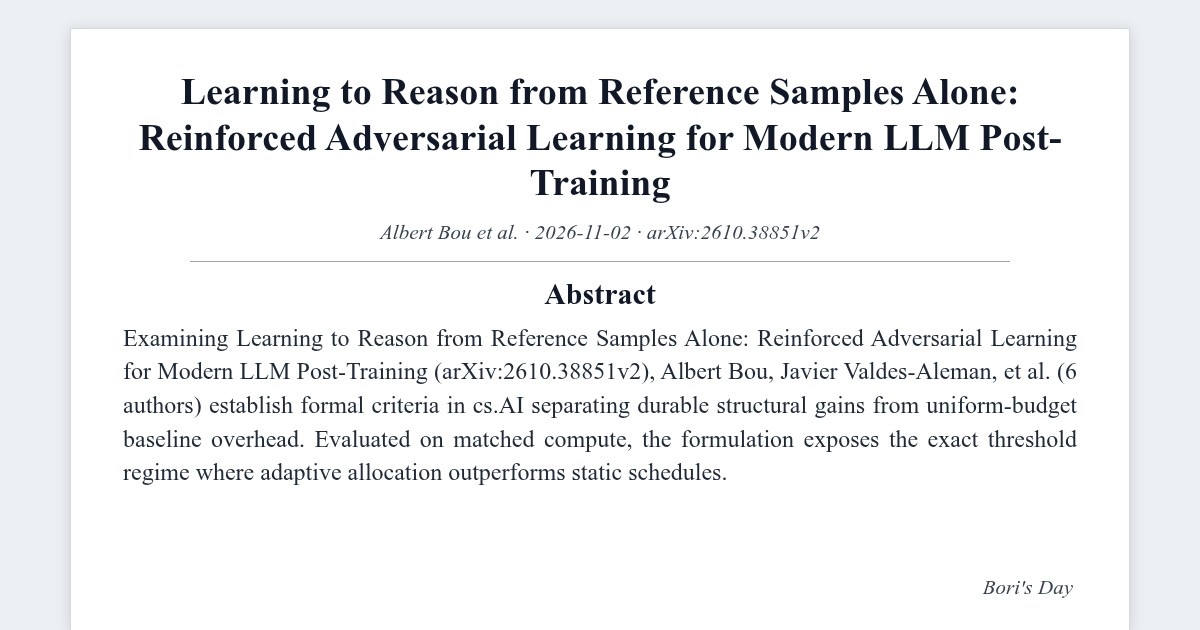 Learning to Reason from Reference Samples Alone:
Reinforced Adversarial Learning for Modern LLM Post-
Training
Albert Bou et al. · 2026-11-02 · arXiv:2610.38851v2
Abstract
Examining Learning to Reason from Reference Samples Alone: Reinforced Adversarial Learning
for Modern LLM Post-Training (arXiv:2610.38851v2), Albert Bou, Javier Valdes-Aleman, et al. (6
authors) establish formal criteria in cs.AI separating durable structural gains from uniform-budget
baseline overhead. Evaluated on matched compute, the formulation exposes the exact threshold
regime where adaptive allocation outperforms static schedules.
Bori's Day